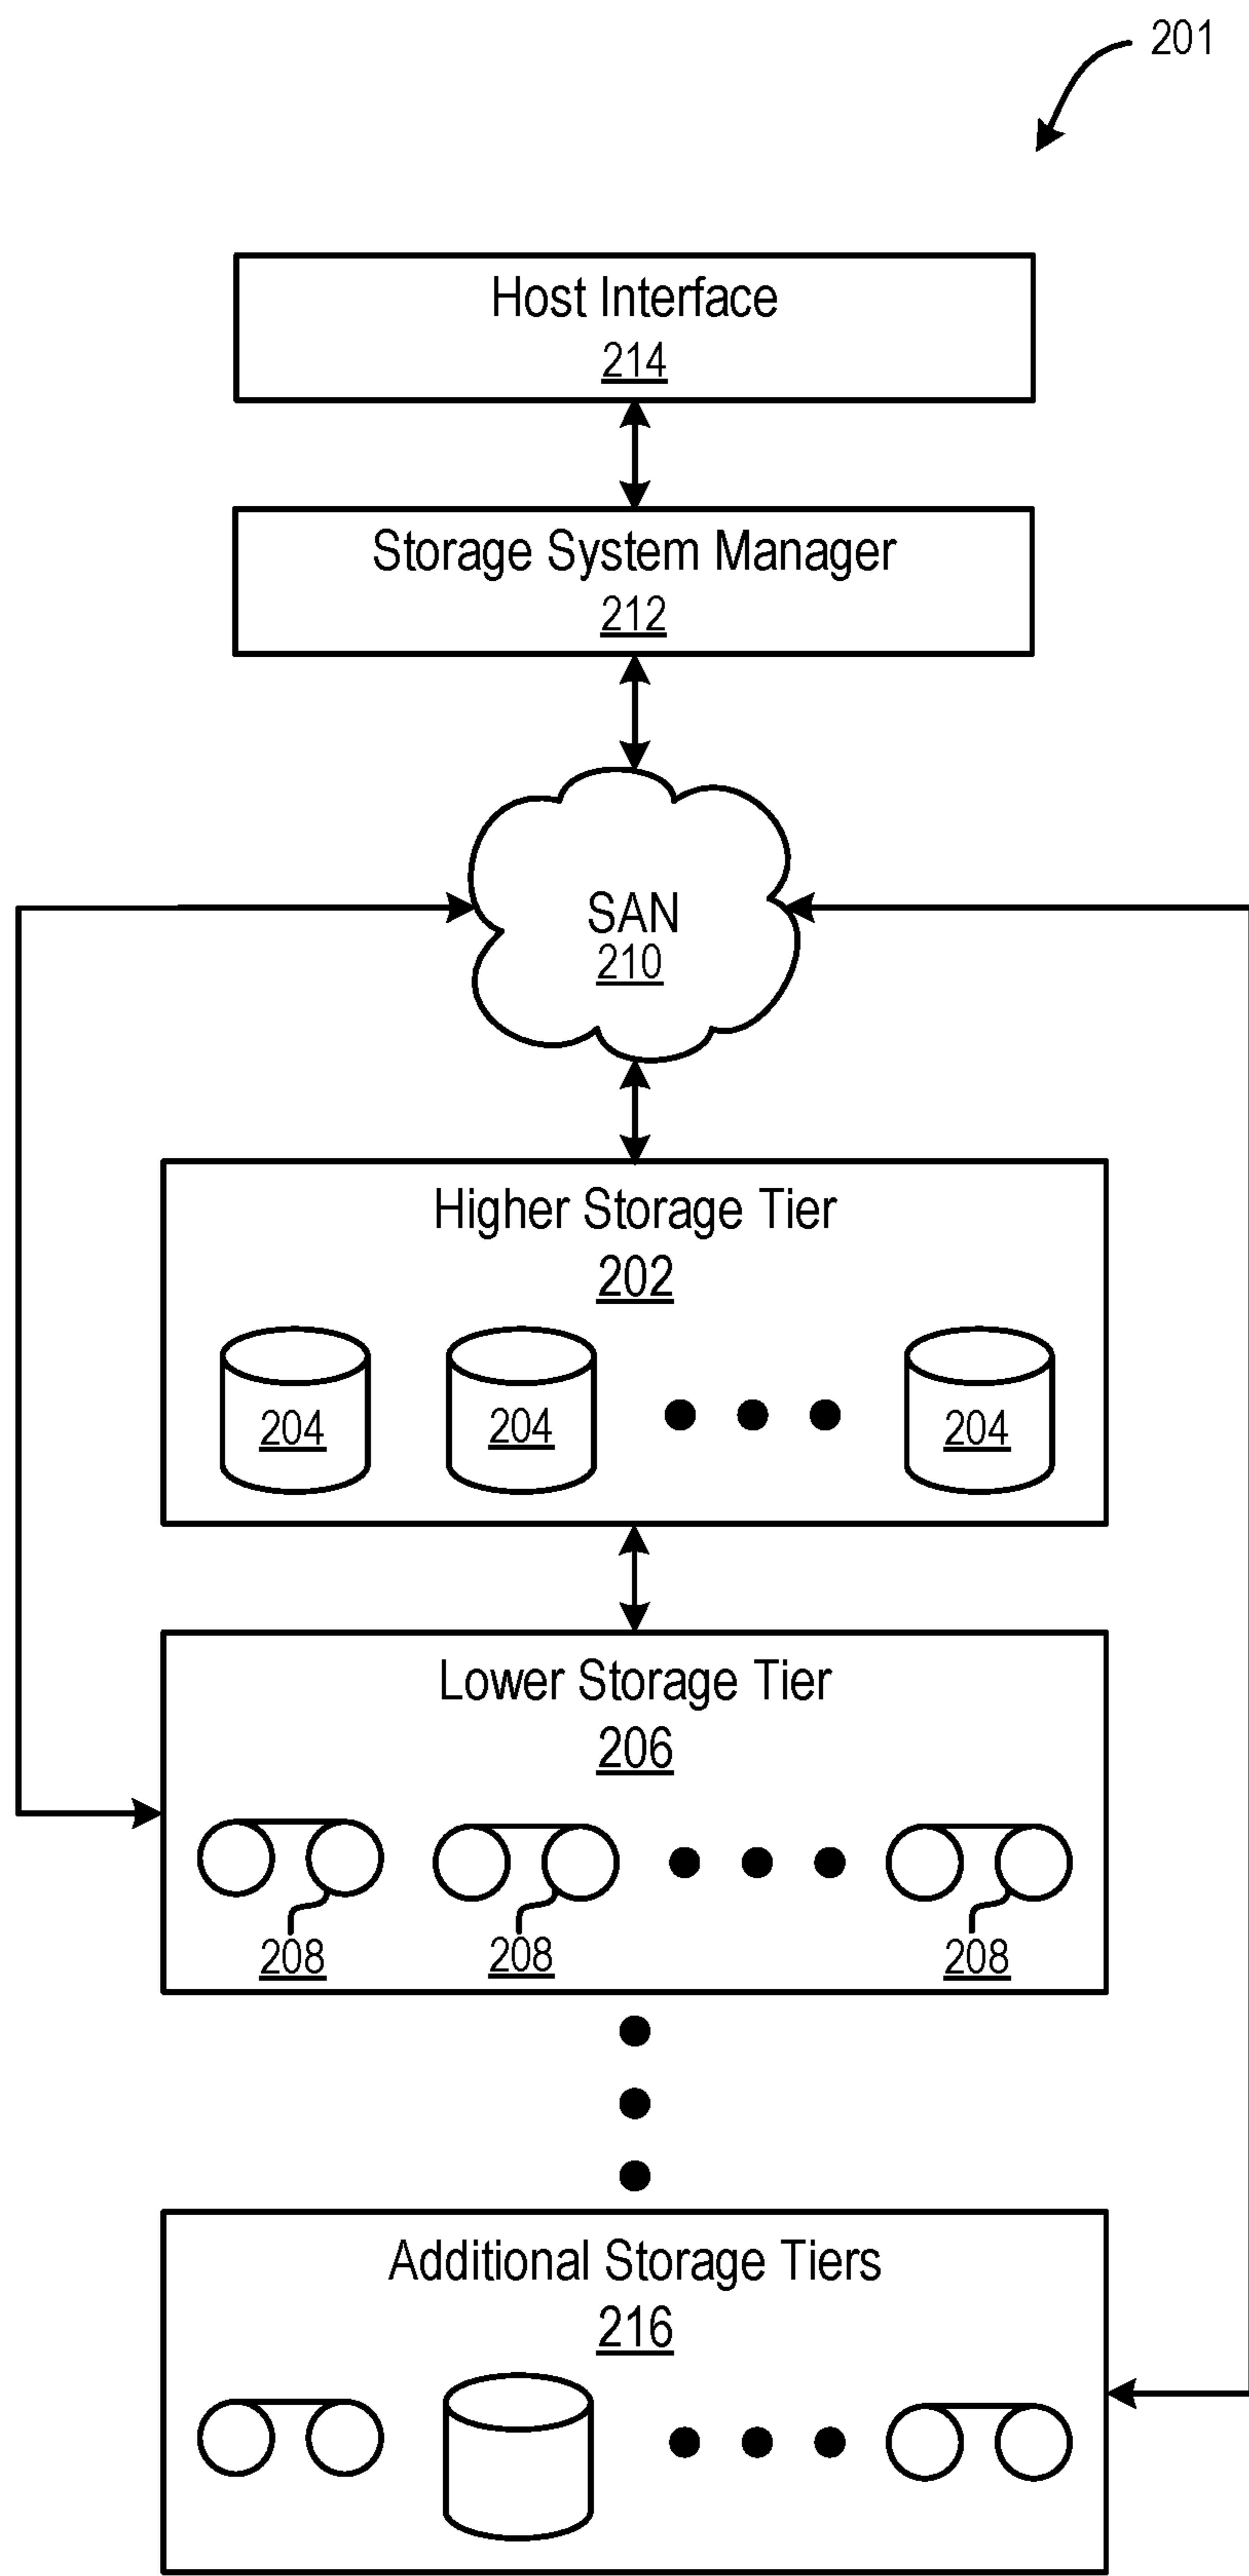 201
Host Interface
214
Storage System Manager
212
SAN
210
Higher Storage Tier
202
204 204 204
Lower Storage Tier
206
208 208 208
Additional Storage Tiers
216